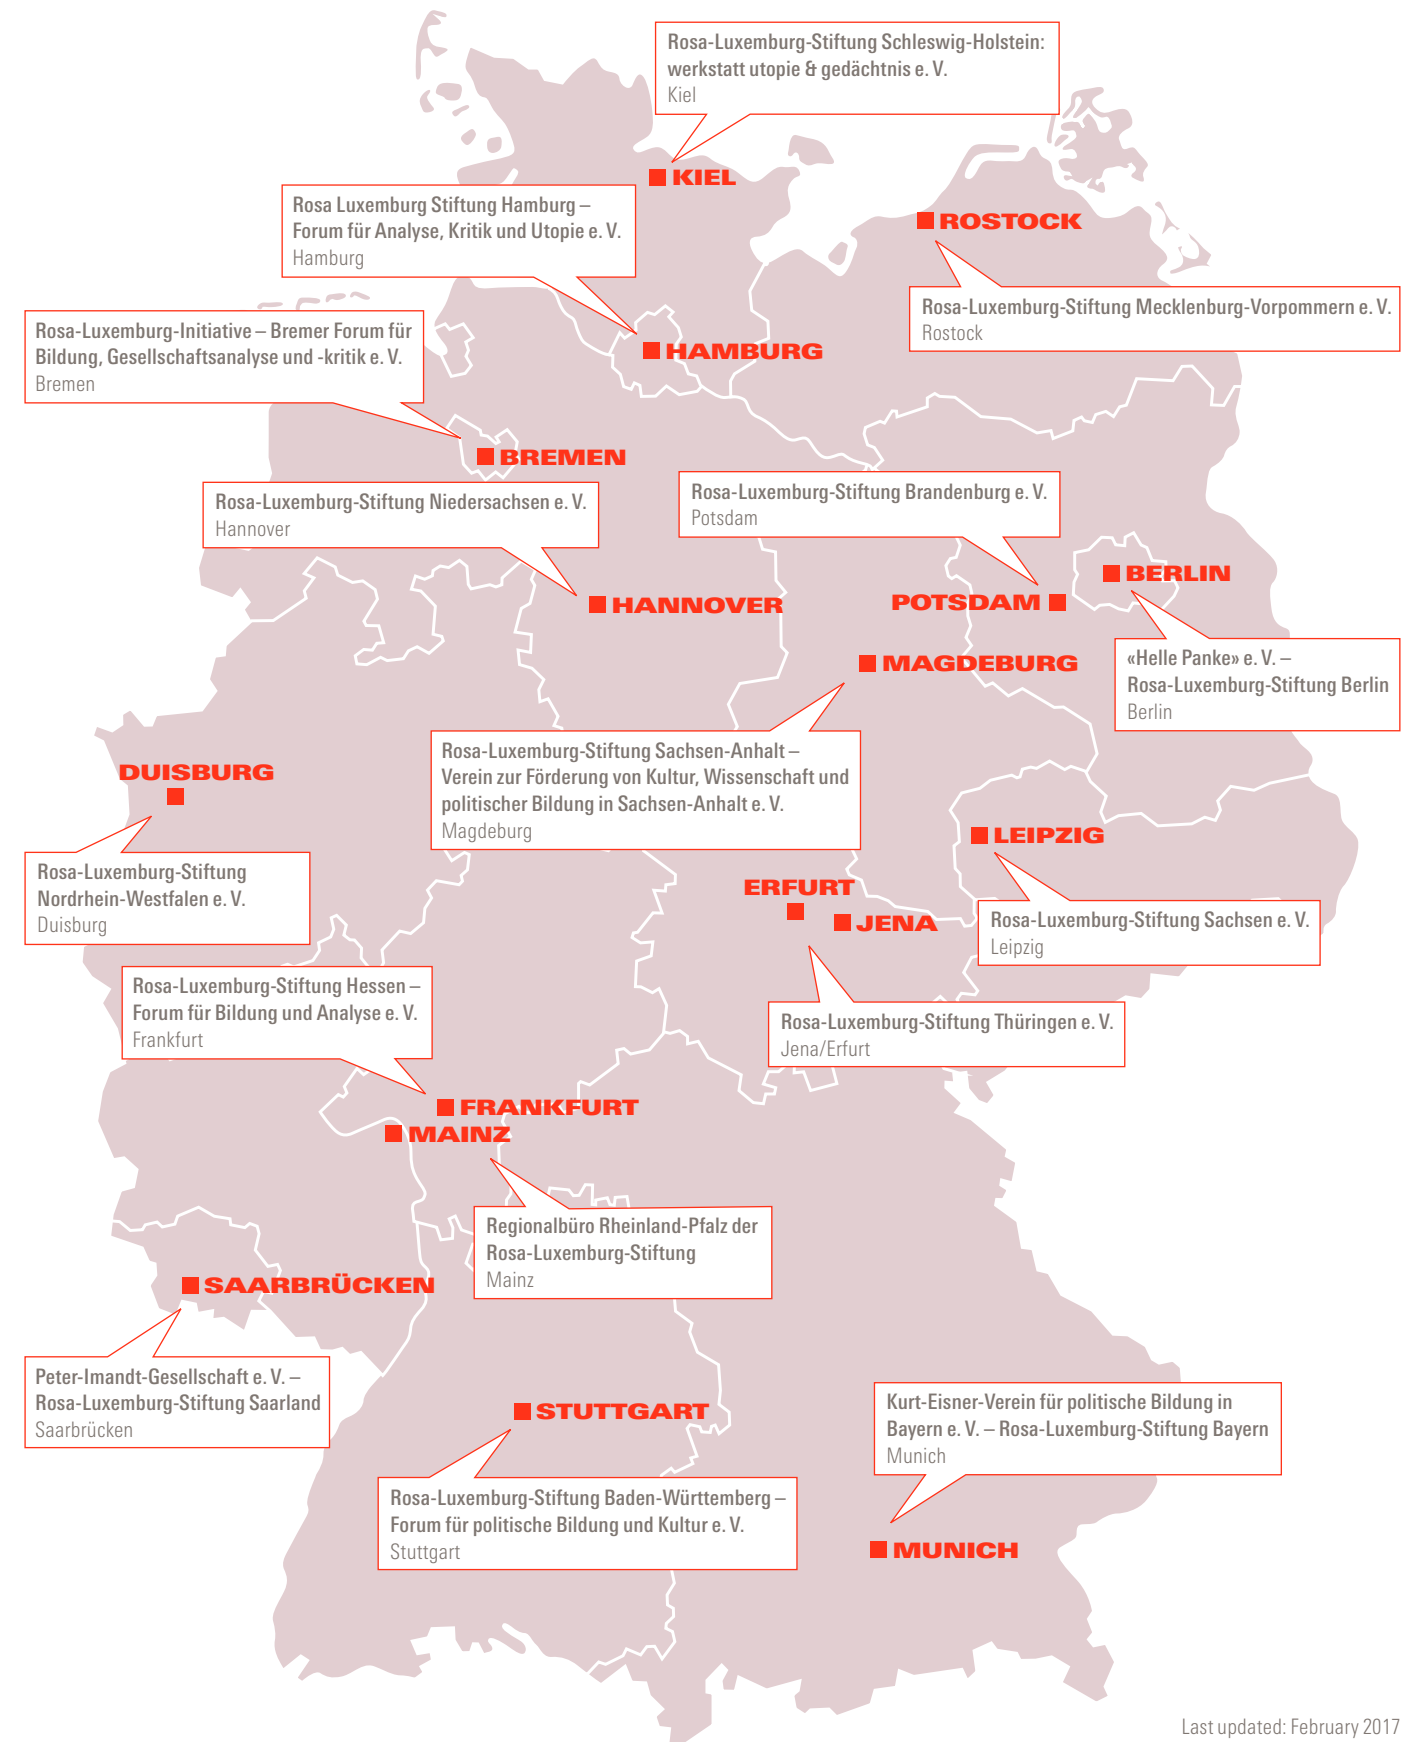 Rosa-Luxemburg-Stiftung Schleswig-Holstein:
werkstatt utopie & gedächtnis e. V.
Kiel
KIEL
Rosa Luxemburg Stiftung Hamburg –
Forum für Analyse, Kritik und Utopie e. V.
Hamburg
ROSTOCK
Rosa-Luxemburg-Stiftung Mecklenburg-Vorpommern e. V.
Rostock
Rosa-Luxemburg-Initiative – Bremer Forum für
Bildung, Gesellschaftsanalyse und -kritik e. V.
Bremen
HAMBURG
BREMEN
Rosa-Luxemburg-Stiftung Niedersachsen e. V.
Hannover
Rosa-Luxemburg-Stiftung Brandenburg e. V.
Potsdam
BERLIN
HANNOVER
POTSDAM
«Helle Panke» e. V. –
Rosa-Luxemburg-Stiftung Berlin
Berlin
MAGDEBURG
Rosa-Luxemburg-Stiftung Sachsen-Anhalt –
Verein zur Förderung von Kultur, Wissenschaft und
politischer Bildung in Sachsen-Anhalt e. V.
Magdeburg
DUISBURG
Rosa-Luxemburg-Stiftung
Nordrhein-Westfalen e. V.
Duisburg
LEIPZIG
ERFURT
JENA
Rosa-Luxemburg-Stiftung Sachsen e. V.
Leipzig
Rosa-Luxemburg-Stiftung Hessen –
Forum für Bildung und Analyse e. V.
Frankfurt
Rosa-Luxemburg-Stiftung Thüringen e. V.
Jena/Erfurt
FRANKFURT
MAINZ
Regionalbüro Rheinland-Pfalz der
Rosa-Luxemburg-Stiftung
Mainz
SAARBRÜCKEN
Peter-Imandt-Gesellschaft e. V. –
Rosa-Luxemburg-Stiftung Saarland
Saarbrücken
STUTTGART
Kurt-Eisner-Verein für politische Bildung in
Bayern e. V. – Rosa-Luxemburg-Stiftung Bayern
Munich
Rosa-Luxemburg-Stiftung Baden-Württemberg –
Forum für politische Bildung und Kultur e. V.
Stuttgart
MUNICH
Last updated: February 2017